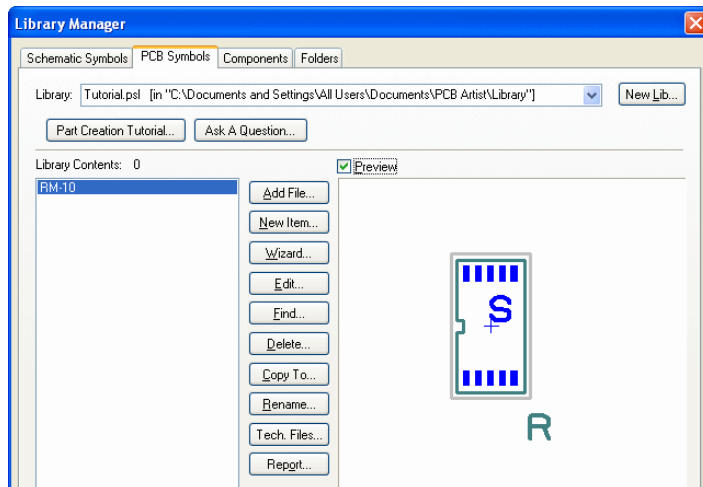 Library Manager
Schematic Symbols PCB Symbols Components Folders
Library: Tutorial.psl [in "C:\Documents and Settings\All Users\Documents\PCB Artist\Library"] New Lib...
Part Creation Tutorial... Ask A Question...
Library Contents: 0 Preview
RM-10
Add File...
New Item...
Wizard...
Edit...
Find...
Delete...
Copy To...
Rename...
Tech. Files...
Report...
S
R